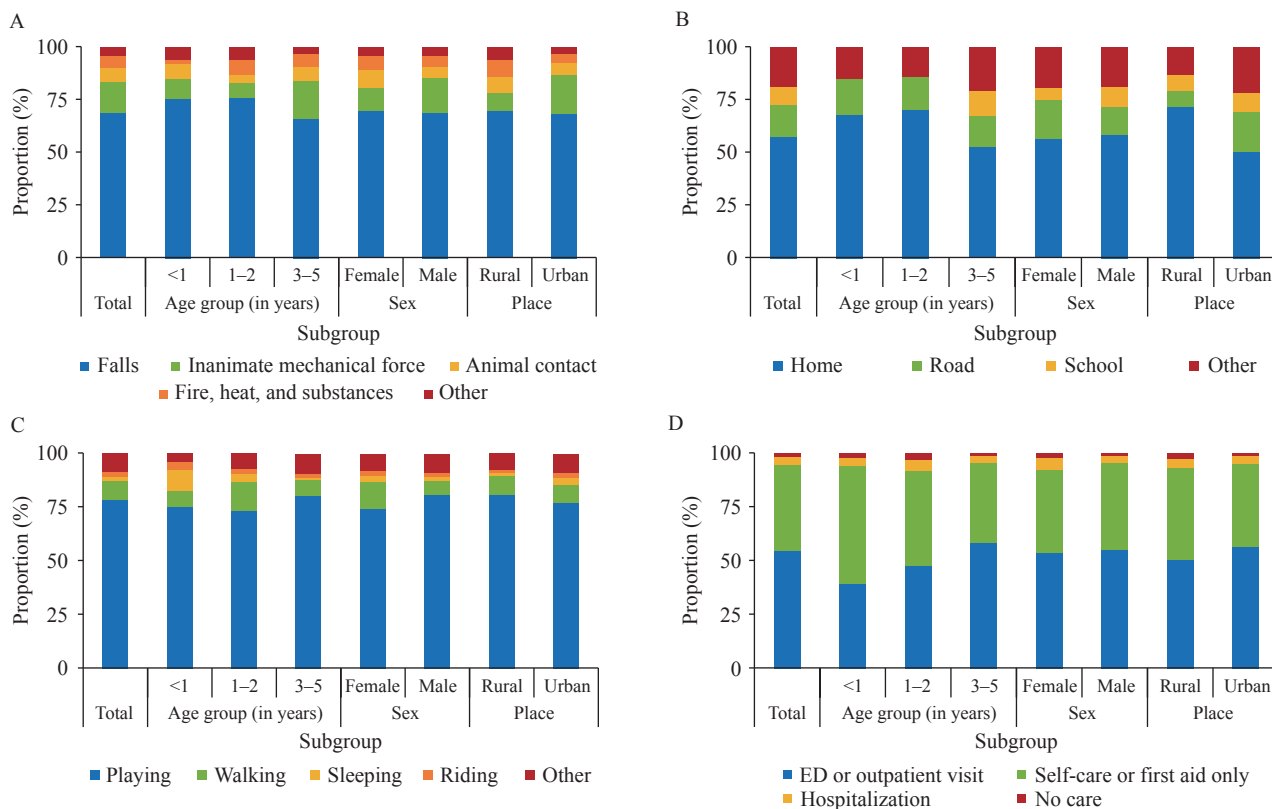 A
Proportion (%)
100
75
50
25
0
<1 1–2 3–5 Female Male Rural Urban
Total Age group (in years) Sex Place
Subgroup
Falls Inanimate mechanical force Animal contact
Fire, heat, and substances Other
B
Proportion (%)
100
75
50
25
0
<1 1–2 3–5 Female Male Rural Urban
Total Age group (in years) Sex Place
Subgroup
Home Road School Other
C
Proportion (%)
100
75
50
25
0
<1 1–2 3–5 Female Male Rural Urban
Total Age group (in years) Sex Place
Subgroup
Playing Walking Sleeping Riding Other
D
Proportion (%)
100
75
50
25
0
<1 1–2 3–5 Female Male Rural Urban
Total Age group (in years) Sex Place
Subgroup
ED or outpatient visit Self-care or first aid only
Hospitalization No care